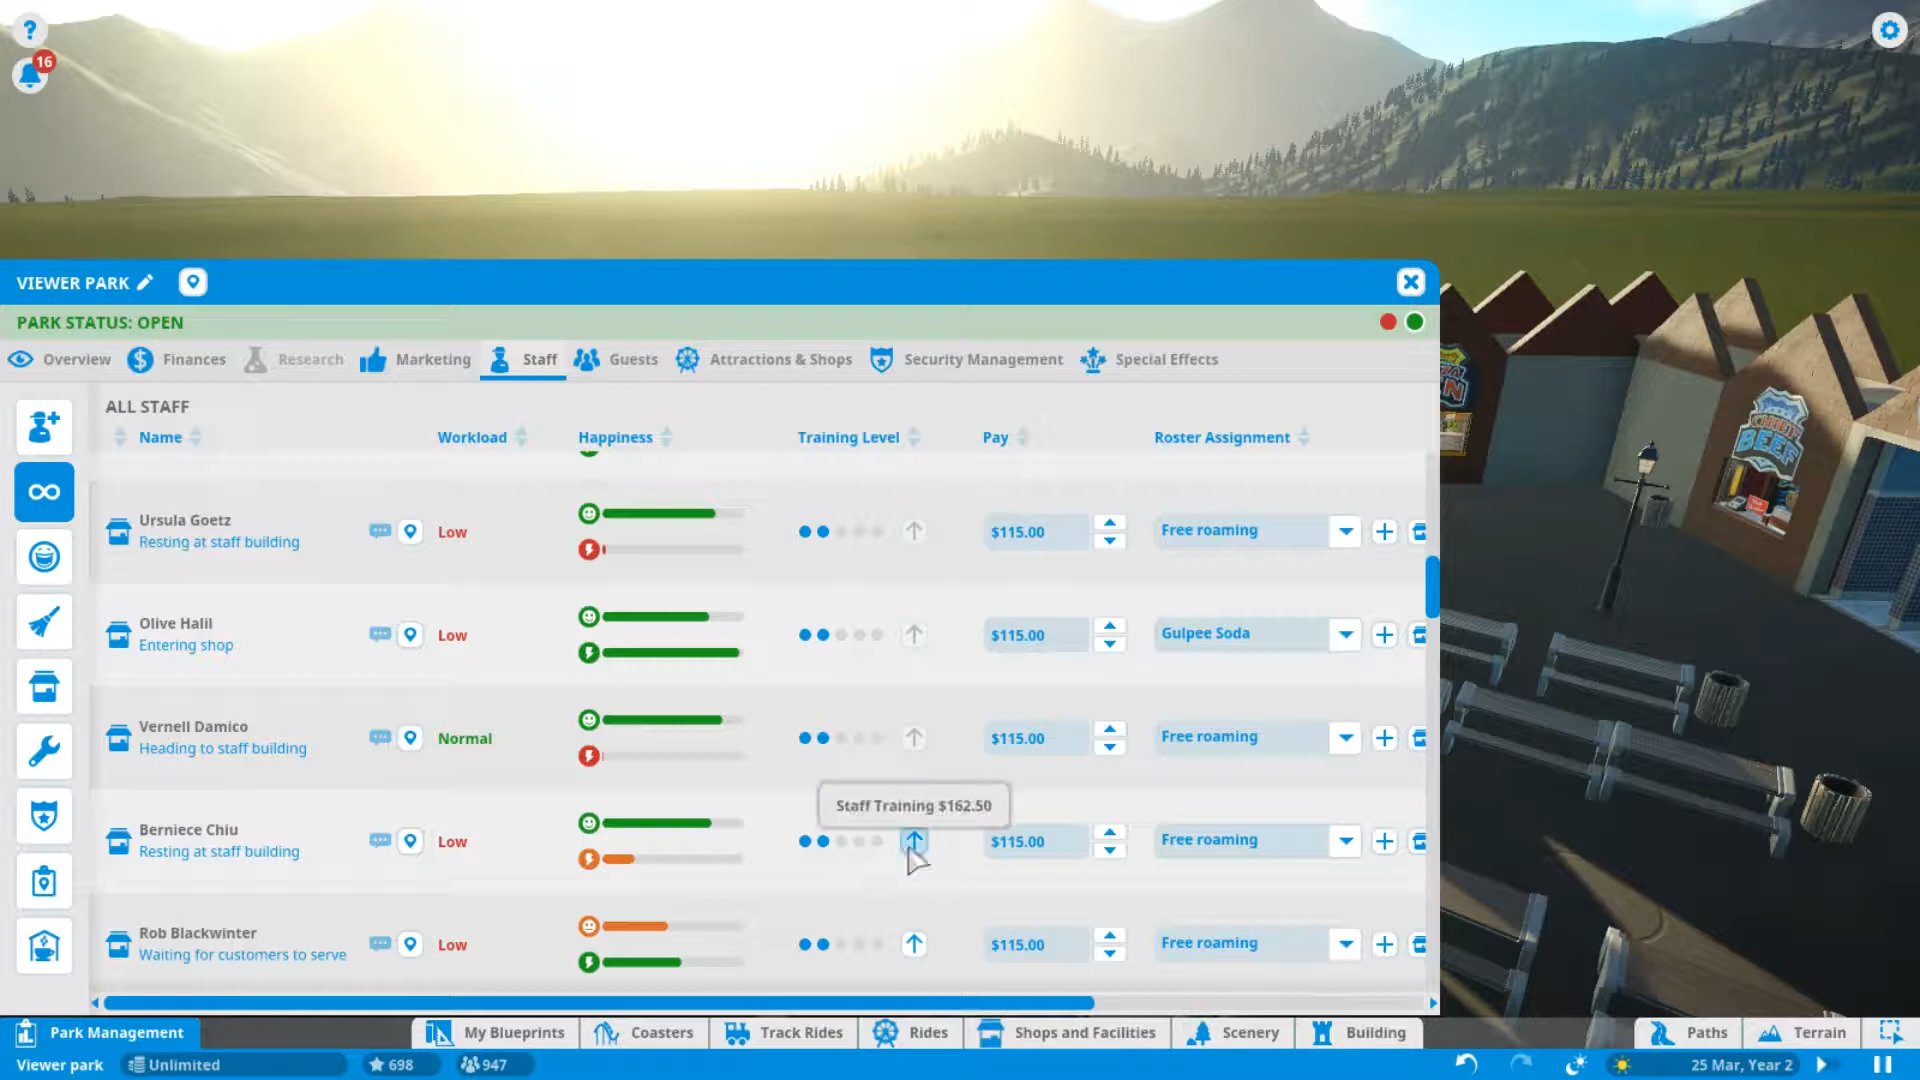 ?
16
VIEWER PARK
PARK STATUS: OPEN
Overview Finances Research Marketing Staff Guests Attractions & Shops Security Management Special Effects
ALL STAFF
Name Workload Happiness Training Level Pay Roster Assignment
Ursula Goetz
Resting at staff building
Low $115.00 Free roaming
Olive Halil
Entering shop
Low $115.00 Gulpee Soda
Vernell Damico
Heading to staff building
Normal $115.00 Free roaming
Staff Training $162.50
Berniece Chiu
Resting at staff building
Low $115.00 Free roaming
Rob Blackwinter
Waiting for customers to serve
Low $115.00 Free roaming
CHIEF
BEEF
Park Management My Blueprints Coasters Track Rides Rides Shops and Facilities Scenery Building Paths Terrain
Viewer park Unlimited 698 947 25 Mar, Year 2